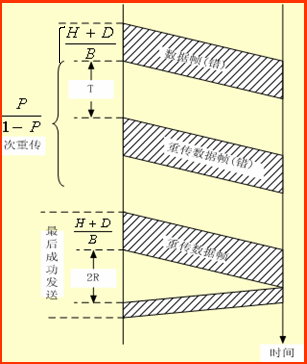 H + D
B
数据帧(错)
T
P
1 - P
次重传
重传数据帧(错)
最后成功发送
H + D
B
重传数据帧
2R
时间